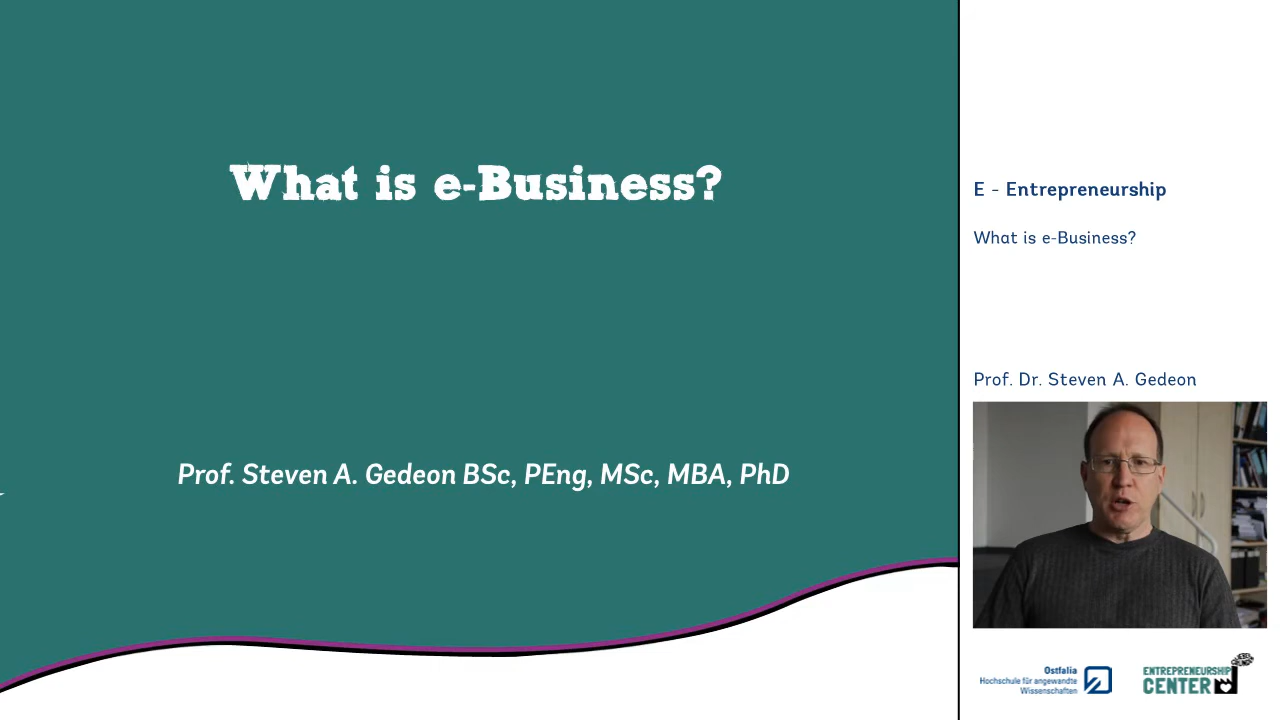 What is e-Business?
Prof. Steven A. Gedeon BSc, PEng, MSc, MBA, PhD
E - Entrepreneurship
What is e-Business?
Prof. Dr. Steven A. Gedeon
Ostfalia
Hochschule für angewandte
Wissenschaften
ENTREPRENEURSHIP
CENTER